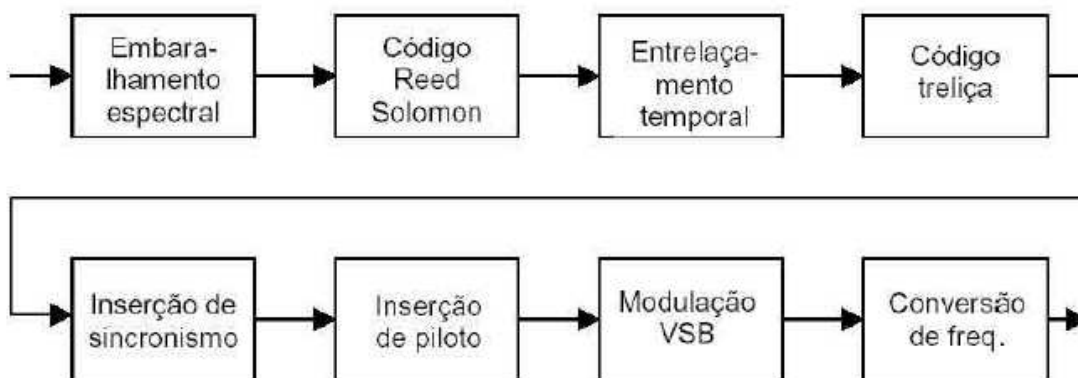 Embara-
lhamento
espectral
Código
Reed
Solomon
Entrelaça-
mento
temporal
Código
treliça
Inserção de
sincronismo
Inserção
de piloto
Modulação
VSB
Conversão
de freq.